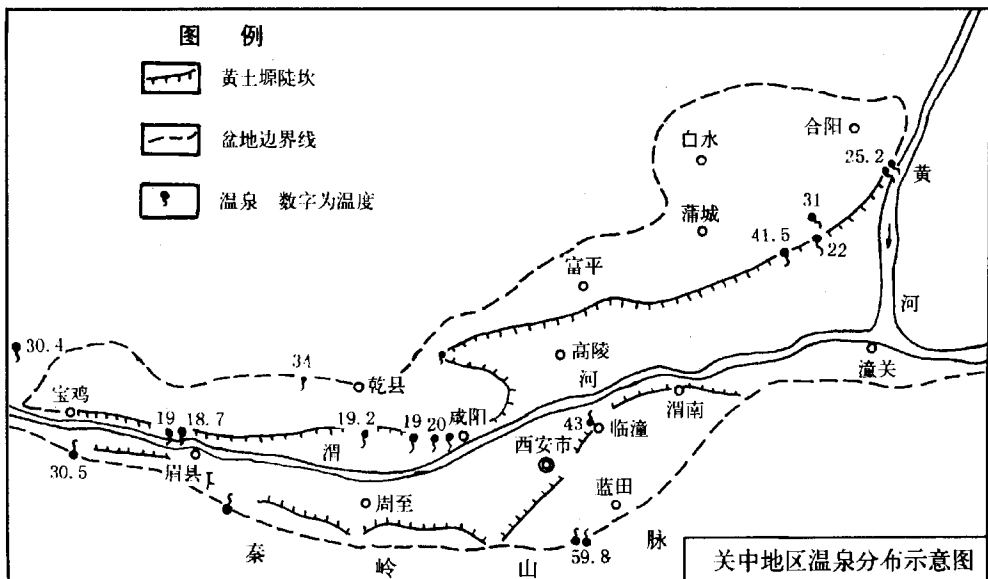 图 例
黄土塬陡坎
盆地边界线
温泉 数字为温度
合阳
白水
25.2
黄
31
蒲城
41.5
22
富平
河
30.4
34
高陵
乾县
河
潼关
宝鸡
19
18.7
19.2
19
20
咸阳
43
临潼
渭南
渭
西安市
30.5
眉县
周至
蓝田
59.8
秦
岭
山
脉
关中地区温泉分布示意图